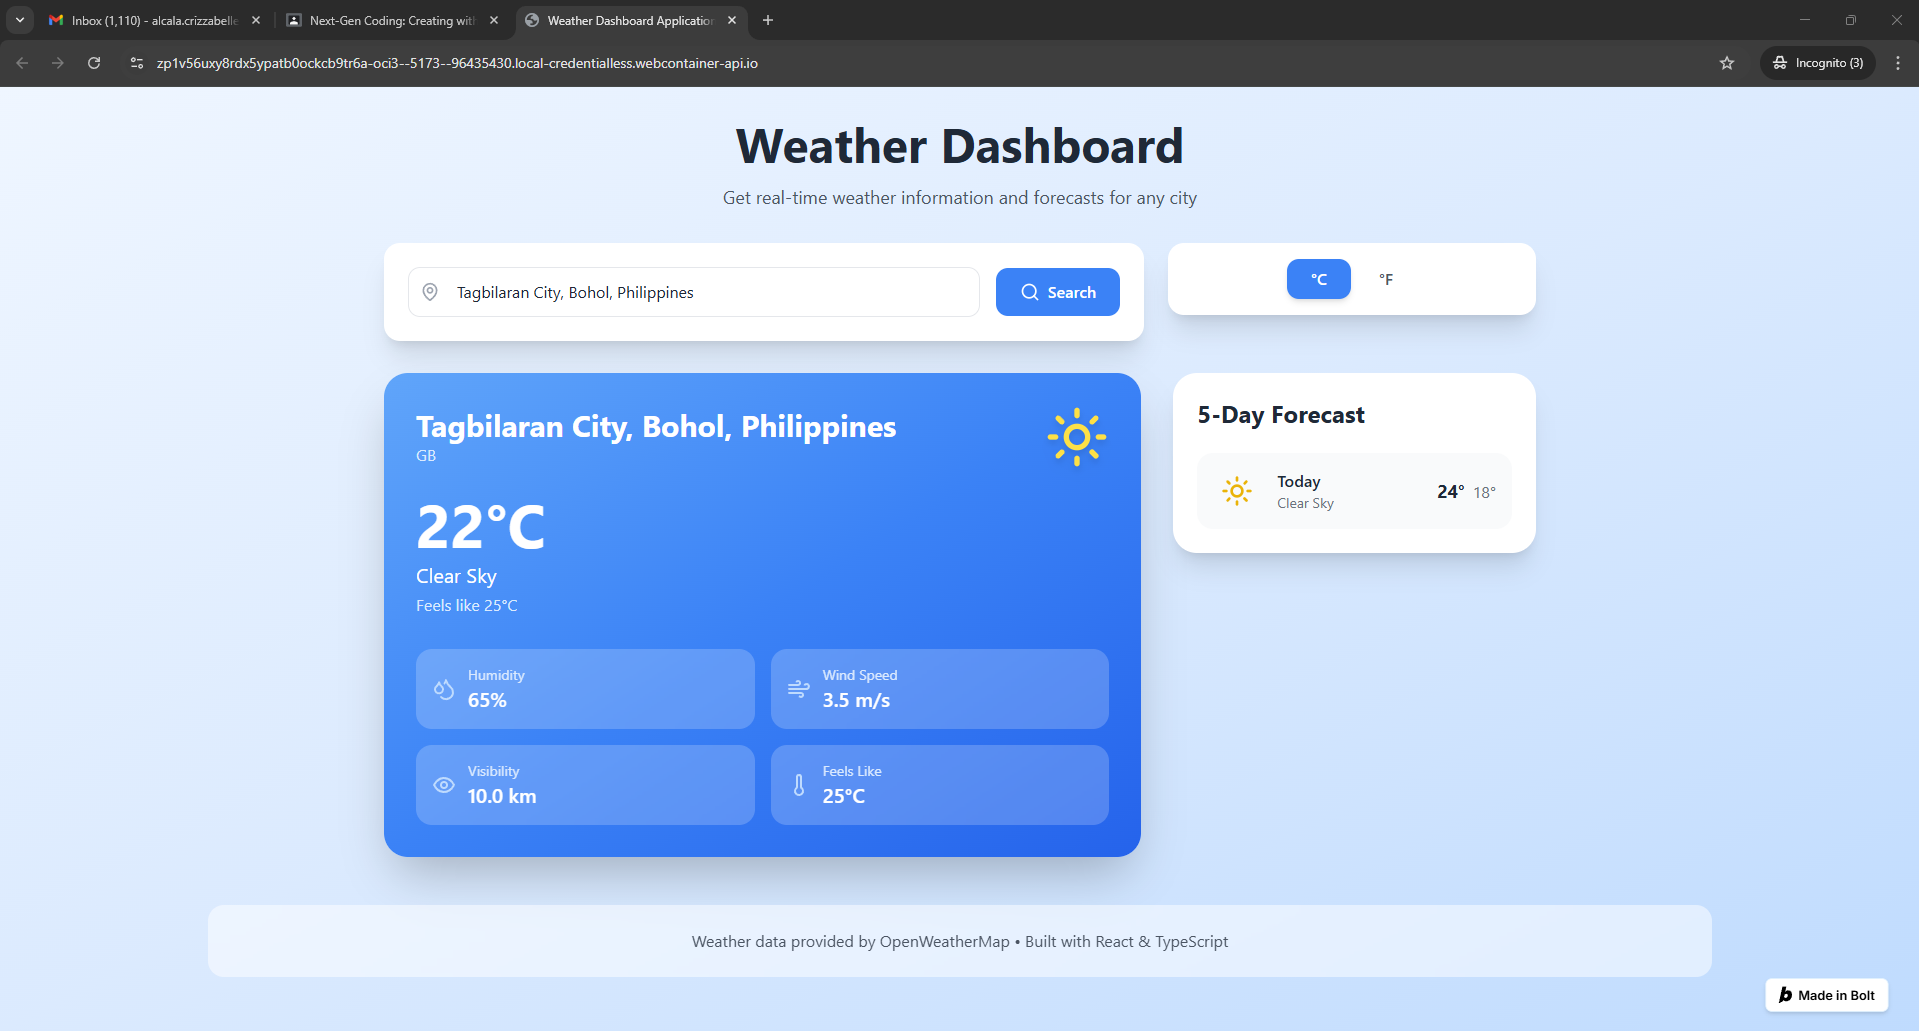 Inbox (1,110) - alcala.crizzabelle
Next-Gen Coding: Creating with
Weather Dashboard Application
zp1v56uxy8rdx5ypatb0ockcb9tr6a-oci3--5173--96435430.local-credentialless.webcontainer-api.io
Incognito (3)
Weather Dashboard
Get real-time weather information and forecasts for any city
Tagbilaran City, Bohol, Philippines
Search
°C
°F
Tagbilaran City, Bohol, Philippines
GB
22°C
Clear Sky
Feels like 25°C
Humidity
65%
Wind Speed
3.5 m/s
Visibility
10.0 km
Feels Like
25°C
5-Day Forecast
Today
Clear Sky
24° 18°
Weather data provided by OpenWeatherMap • Built with React & TypeScript
b Made in Bolt